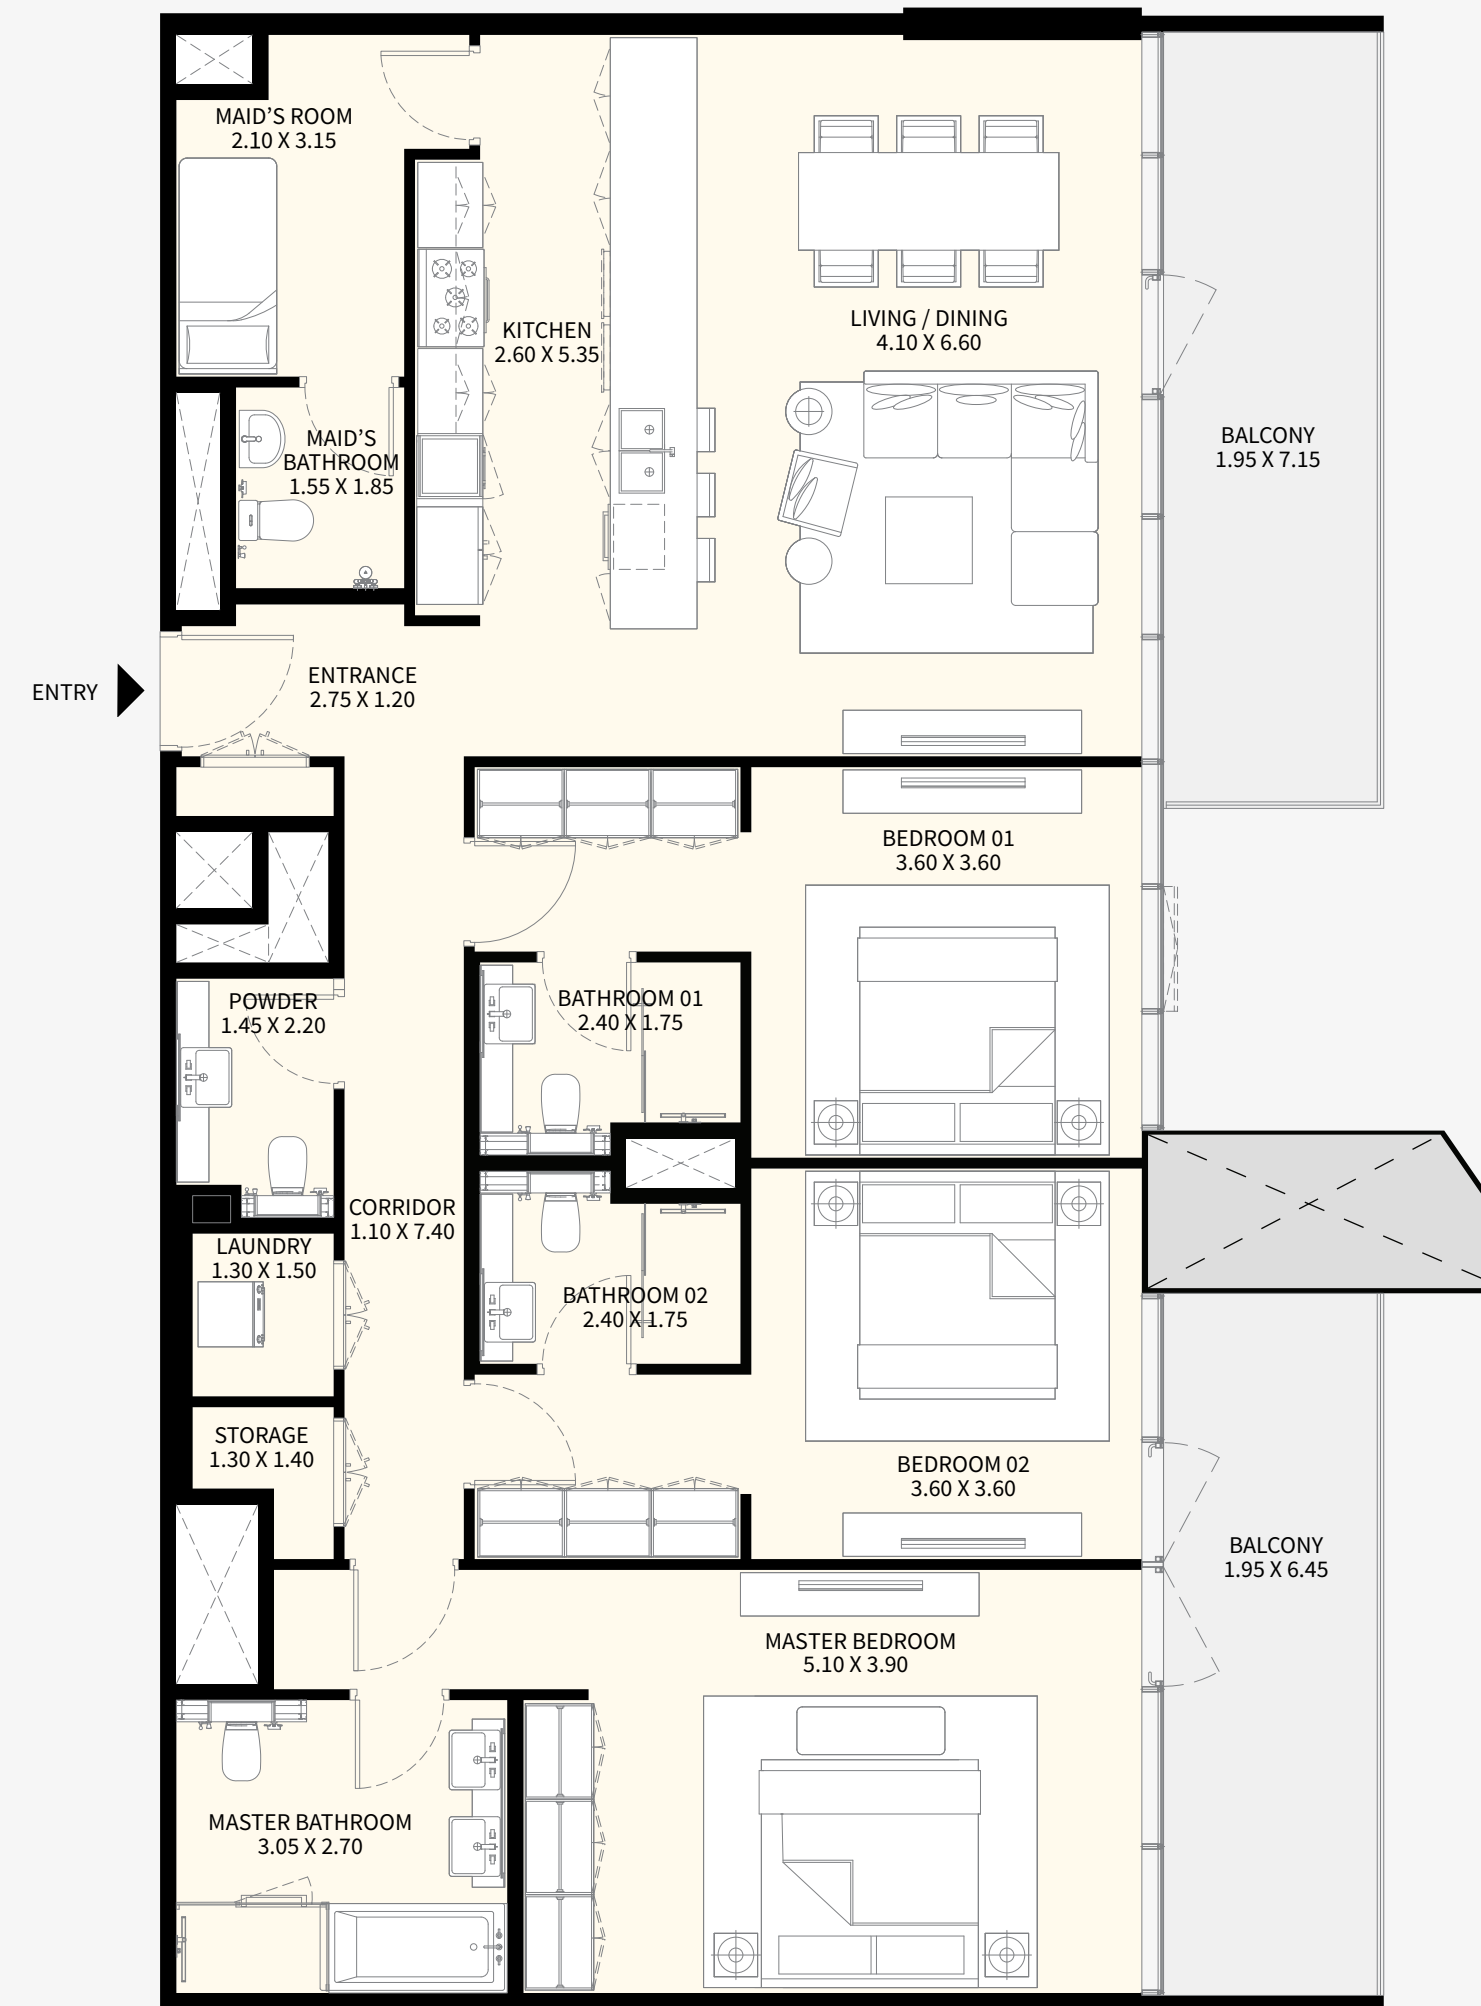 MAID’S ROOM
2.10 X 3.15
KITCHEN
2.60 X 5.35
LIVING / DINING
4.10 X 6.60
BALCONY
1.95 X 7.15
MAID’S
BATHROOM
1.55 X 1.85
ENTRY
ENTRANCE
2.75 X 1.20
BEDROOM 01
3.60 X 3.60
POWDER
1.45 X 2.20
BATHROOM 01
2.40 X 1.75
CORRIDOR
1.10 X 7.40
LAUNDRY
1.30 X 1.50
BATHROOM 02
2.40 X 1.75
STORAGE
1.30 X 1.40
BEDROOM 02
3.60 X 3.60
BALCONY
1.95 X 6.45
MASTER BEDROOM
5.10 X 3.90
MASTER BATHROOM
3.05 X 2.70